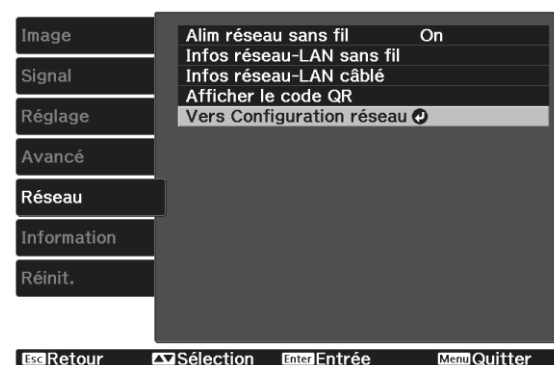 Image
Signal
Réglage
Avancé
Réseau
Information
Réinit.
Alim réseau sans fil On
Infos réseau-LAN sans fil
Infos réseau-LAN câblé
Afficher le code QR
Vers Configuration réseau
Esc Retour Sélection Enter Entrée Menu Quitter